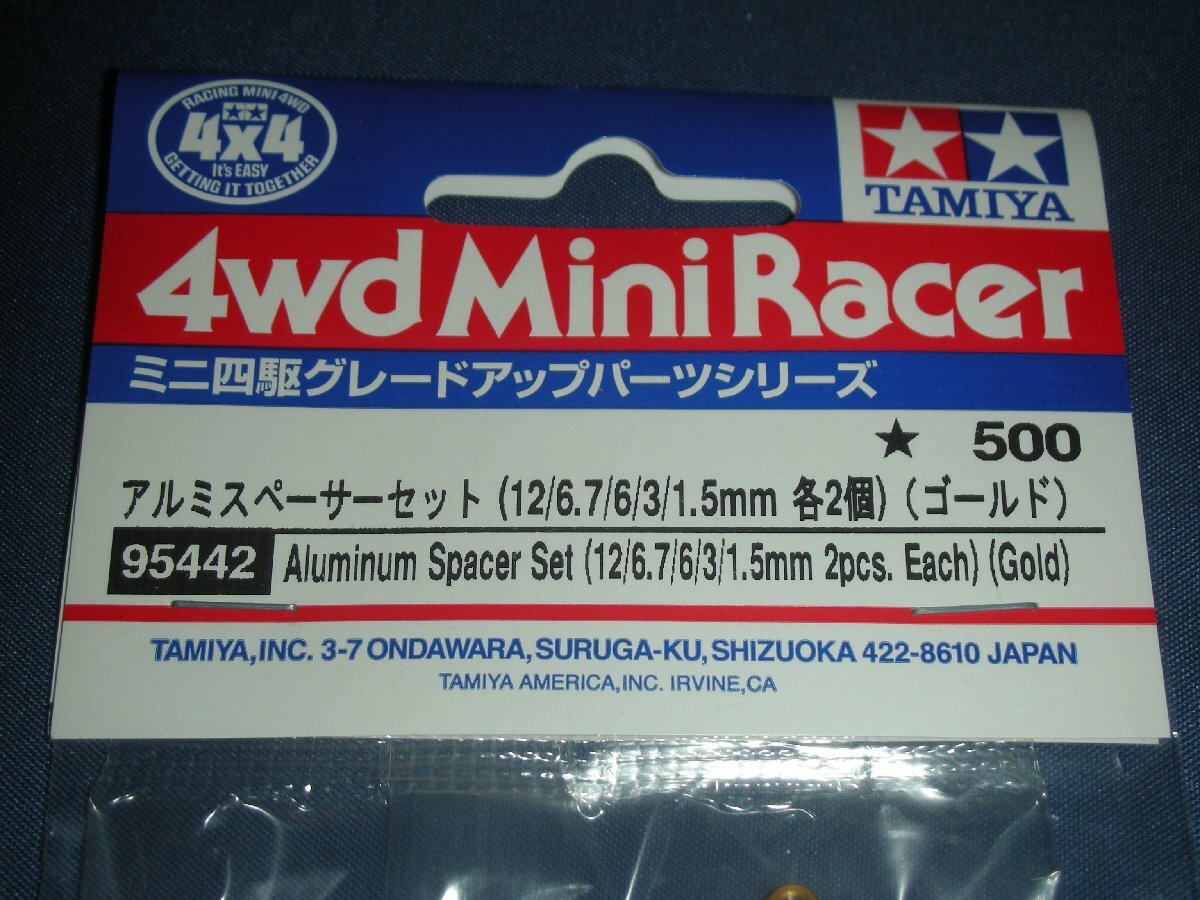 RACING MINI 4WD
4x4
It's EASY
GETTING IT TOGETHER
TAMIYA
4wd Mini Racer
ミニ四駆グレードアップパーツシリーズ
★ 500
アルミスペーサーセット (12/6.7/6/3/1.5mm 各2個) (ゴールド)
95442 Aluminum Spacer Set (12/6.7/6/3/1.5mm 2pcs. Each) (Gold)
TAMIYA,INC. 3-7 ONDAWARA,SURUGA-KU,SHIZUOKA 422-8610 JAPAN
TAMIYA AMERICA,INC. IRVINE,CA